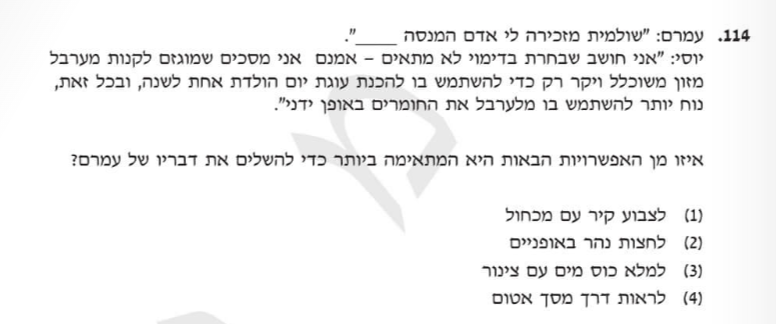 114. עמרם: "שולמית מזכירה לי אדם המנסה ____".
יוסי: "אני חושב שבחרת בדימוי לא מתאים – אמנם אני מסכים שמוגזם לקנות מערבל
מזון משוכלל ויקר רק כדי להשתמש בו להכנת עוגת יום הולדת אחת לשנה, ובכל זאת,
נוח יותר להשתמש בו מלערבל את החומרים באופן ידני".
איזו מן האפשרויות הבאות היא המתאימה ביותר כדי להשלים את דבריו של עמרם?
(1) לצבוע קיר עם מכחול
(2) לחצות נהר באופניים
(3) למלא כוס מים עם צינור
(4) לראות דרך מסך אטום